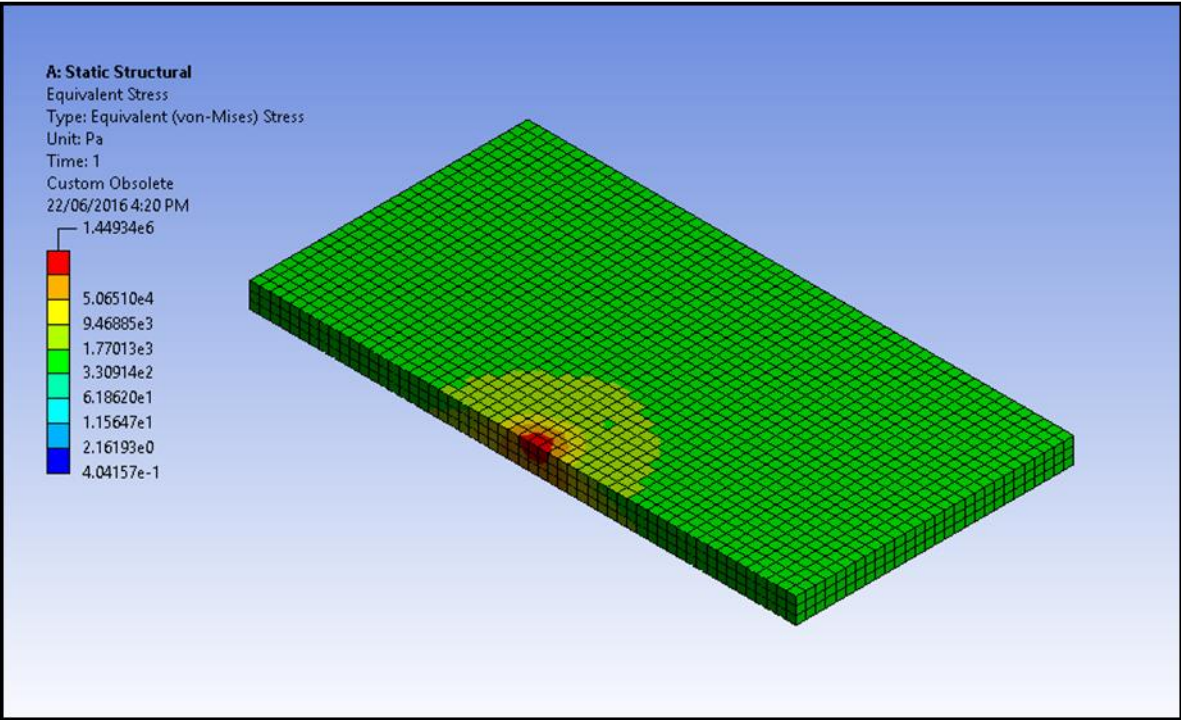 A: Static Structural
Equivalent Stress
Type: Equivalent (von-Mises) Stress
Unit: Pa
Time: 1
Custom Obsolete
22/06/2016 4:20 PM
1.44934e6
5.06510e4
9.46885e3
1.77013e3
3.30914e2
6.18620e1
1.15647e1
2.16193e0
4.04157e-1